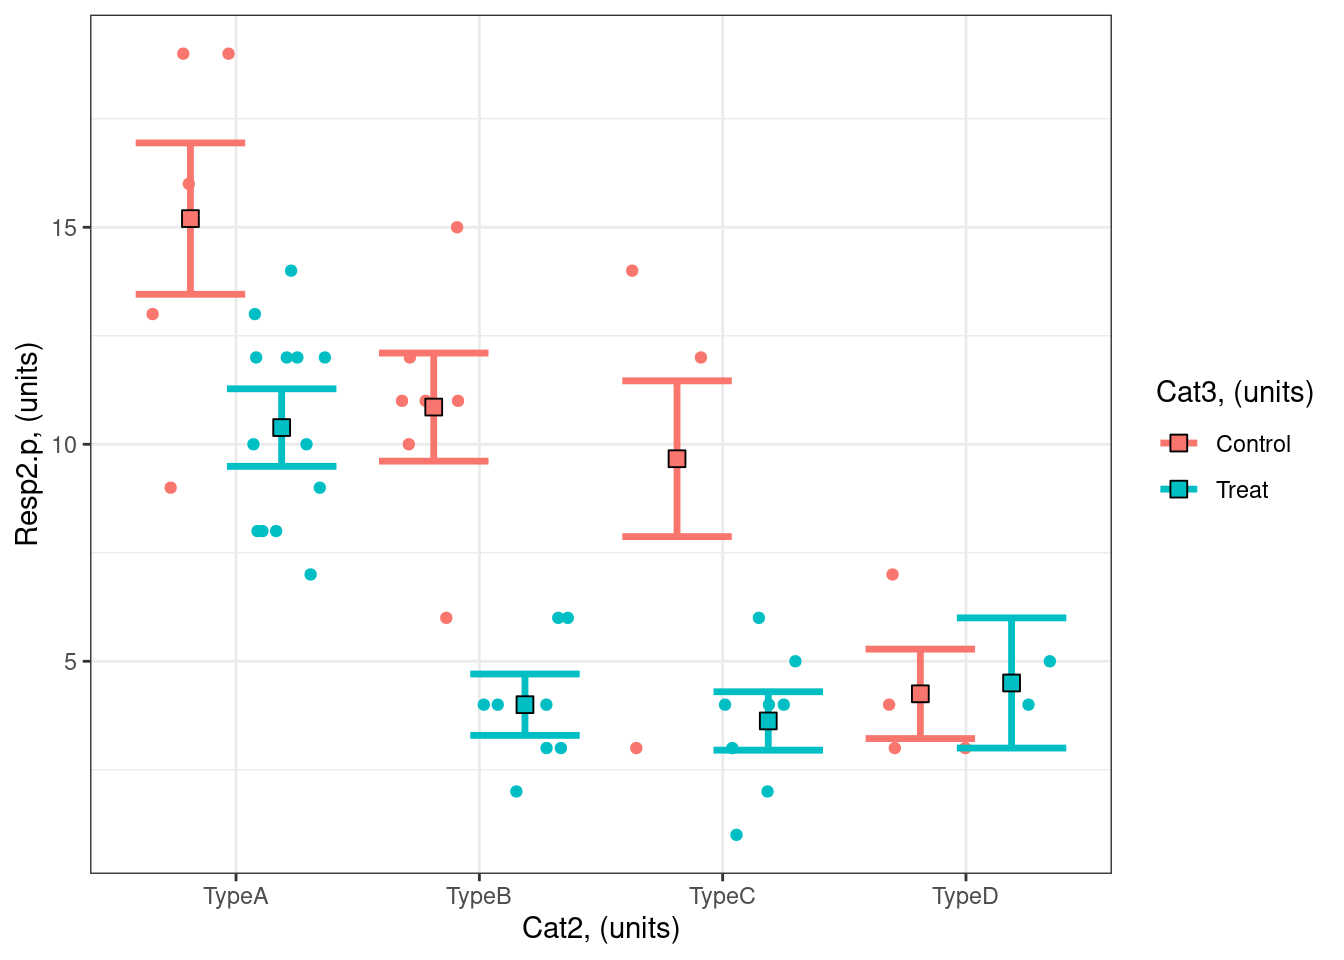 Resp2.p, (units)
15
10
5
TypeA
TypeB
TypeC
TypeD
Cat2, (units)
Cat3, (units)
Control
Treat